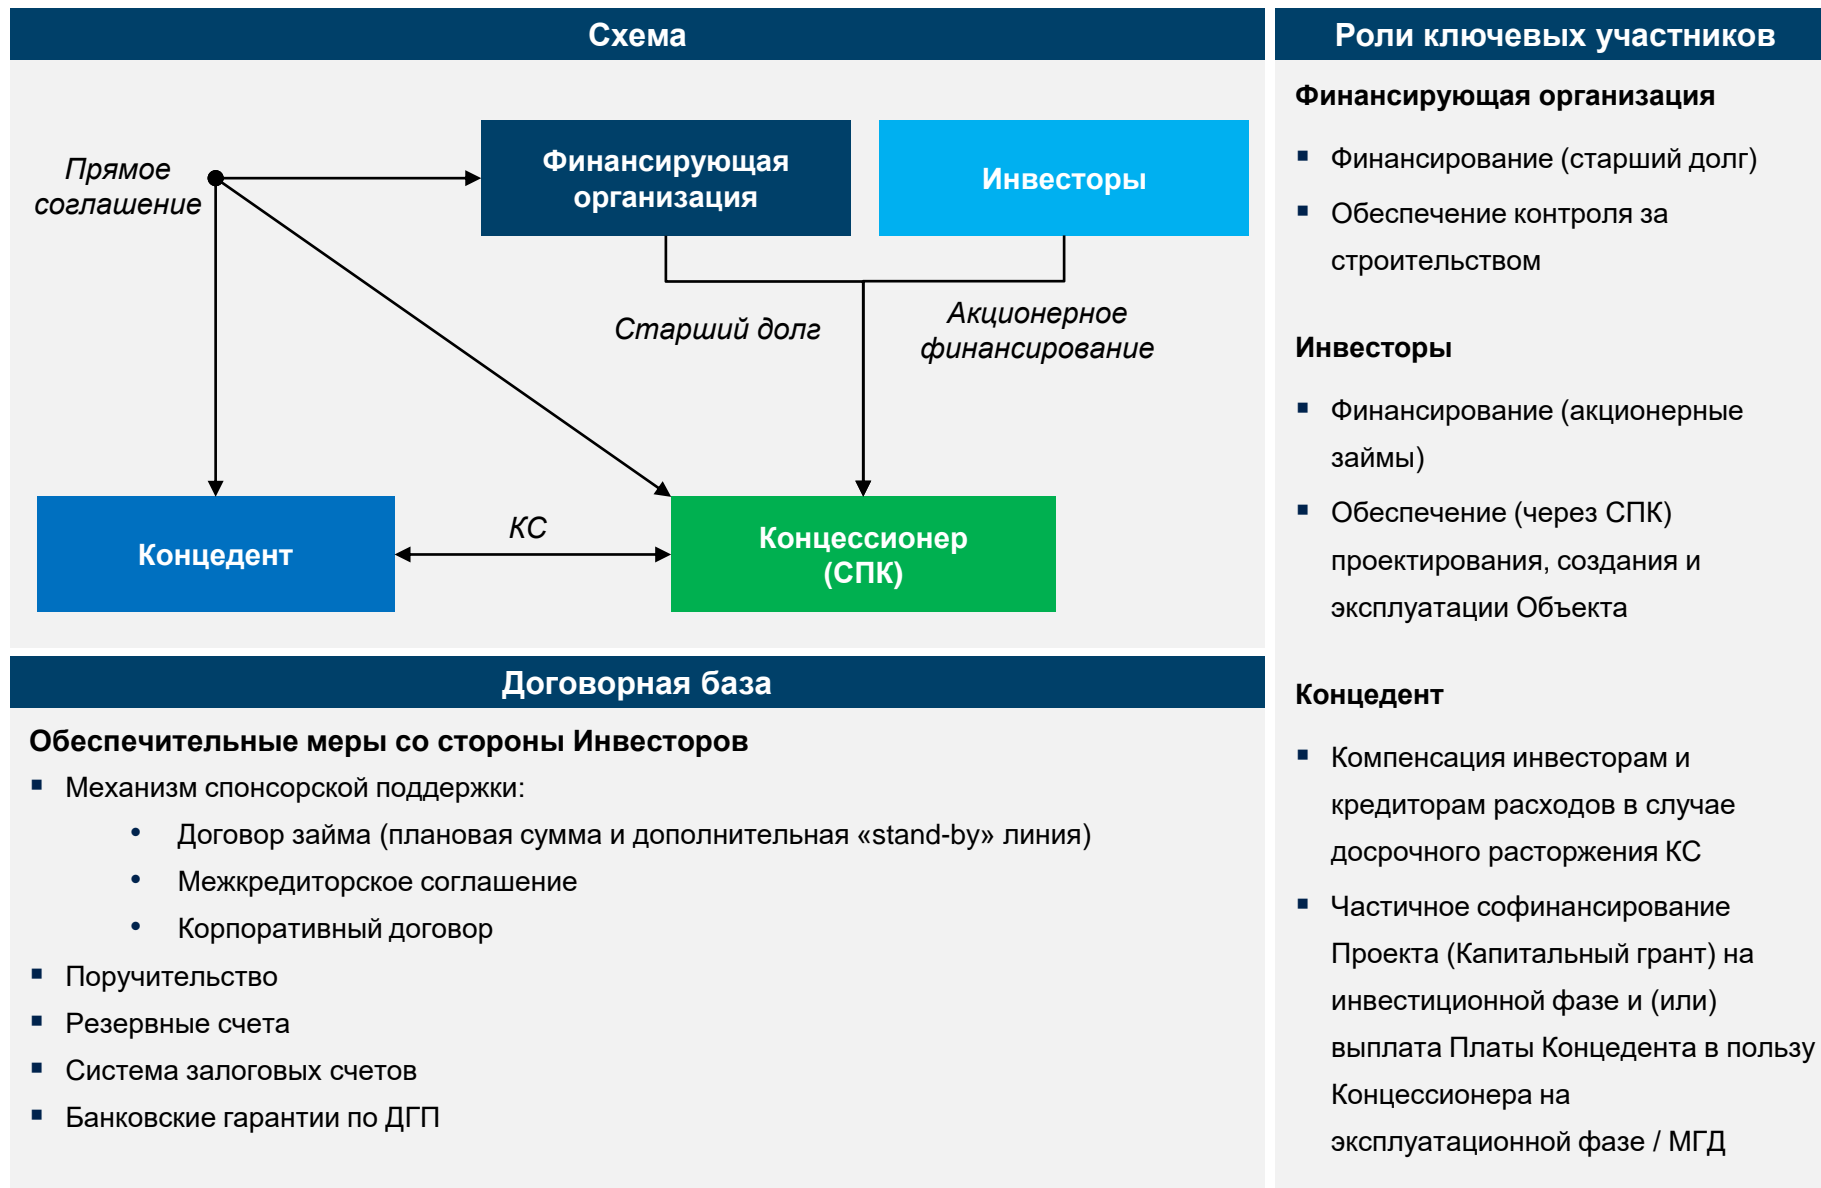 Схема
Прямое
соглашение
Финансирующая
организация
Инвесторы
Старший долг
Акционерное
финансирование
Концедент
КС
Концессионер
(СПК)
Договорная база
Обеспечительные меры со стороны Инвесторов
Механизм спонсорской поддержки:
Договор займа (плановая сумма и дополнительная «stand-by» линия)
Межкредиторское соглашение
Корпоративный договор
Поручительство
Резервные счета
Система залоговых счетов
Банковские гарантии по ДГП
Роли ключевых участников
Финансирующая организация
Финансирование (старший долг)
Обеспечение контроля за
строительством
Инвесторы
Финансирование (акционерные
займы)
Обеспечение (через СПК)
проектирования, создания и
эксплуатации Объекта
Концедент
Компенсация инвесторам и
кредиторам расходов в случае
досрочного расторжения КС
Частичное софинансирование
Проекта (Капитальный грант) на
инвестиционной фазе и (или)
выплата Платы Концедента в пользу
Концессионера на
эксплуатационной фазе / МГД